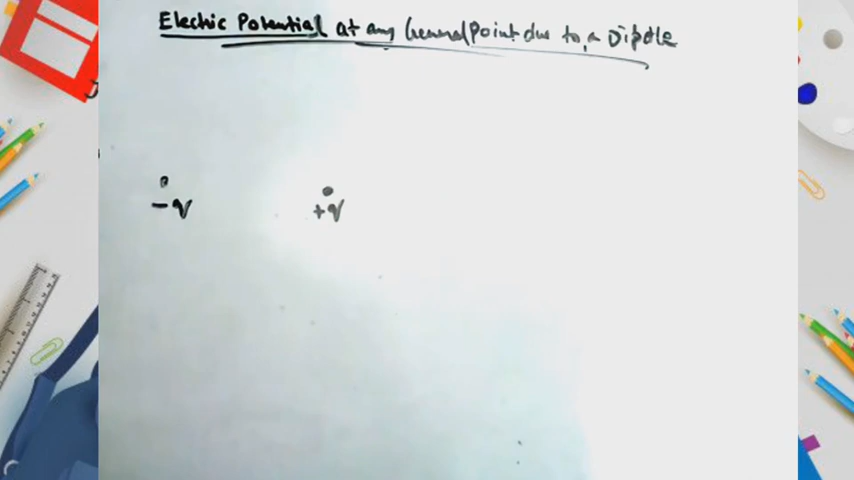 Electric Potential at any General Point due to, a Dipole
-q +q